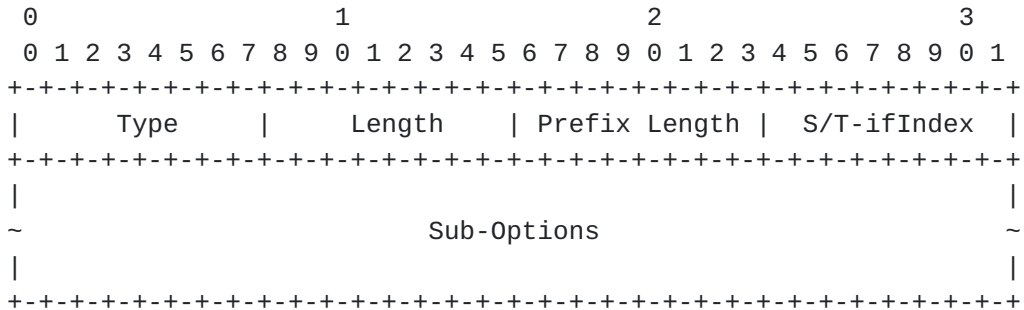 0                   1                   2                   3
 0 1 2 3 4 5 6 7 8 9 0 1 2 3 4 5 6 7 8 9 0 1 2 3 4 5 6 7 8 9 0 1
+-+-+-+-+-+-+-+-+-+-+-+-+-+-+-+-+-+-+-+-+-+-+-+-+-+-+-+-+-+-+-+-+
|      Type     |     Length    | Prefix Length |  S/T-ifIndex  |
+-+-+-+-+-+-+-+-+-+-+-+-+-+-+-+-+-+-+-+-+-+-+-+-+-+-+-+-+-+-+-+-+
|                                                               |
~                          Sub-Options                          ~
|                                                               |
+-+-+-+-+-+-+-+-+-+-+-+-+-+-+-+-+-+-+-+-+-+-+-+-+-+-+-+-+-+-+-+-+